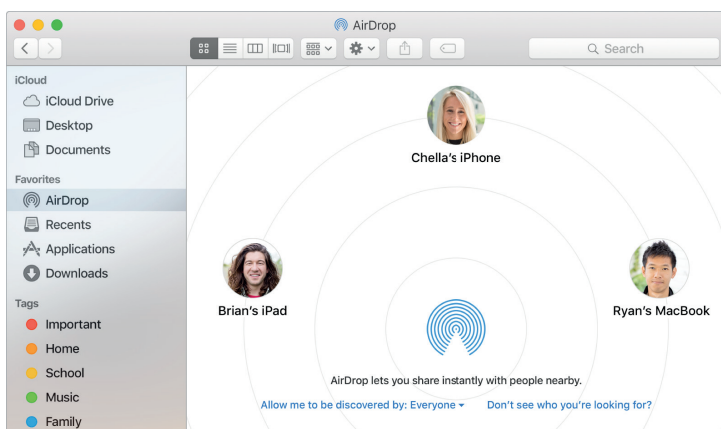 AirDrop
Search
iCloud
iCloud Drive
Desktop
Documents
Favorites
AirDrop
Recents
Applications
Downloads
Tags
Important
Home
School
Music
Family
Chella's iPhone
Brian's iPad
Ryan's MacBook
AirDrop lets you share instantly with people nearby.
Allow me to be discovered by: Everyone
Don't see who you're looking for?